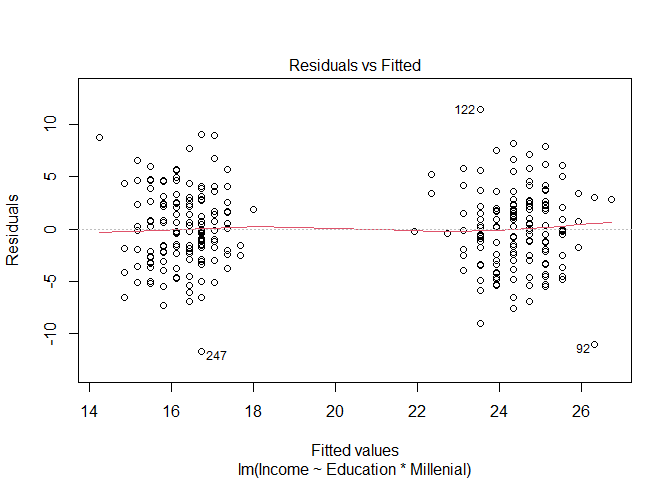 Residuals vs Fitted
Residuals
10
5
0
-5
-10
122
247
92
14 16 18 20 22 24 26
Fitted values
lm(Income ~ Education * Millenial)